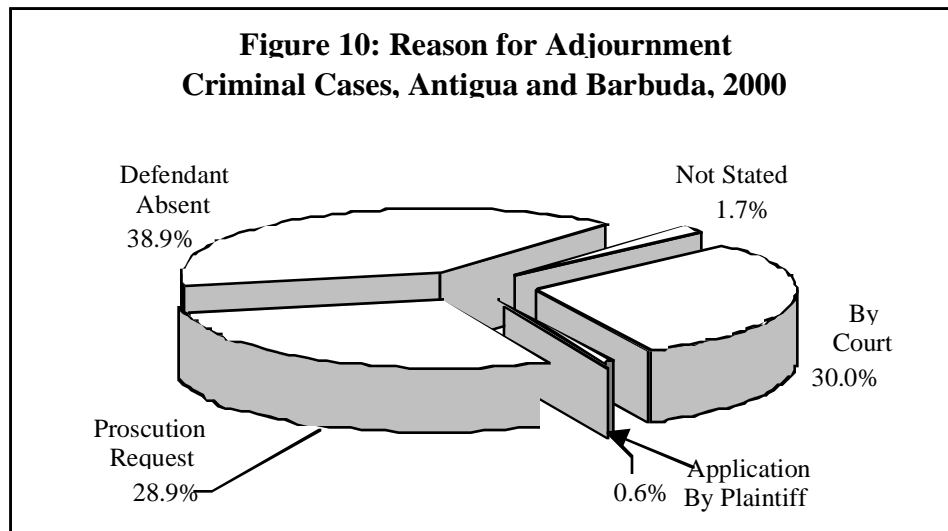 Figure 10: Reason for Adjournment
Criminal Cases, Antigua and Barbuda, 2000
Defendant
Absent
38.9%
Not Stated
1.7%
By
Court
30.0%
Proscution
Request
28.9%
0.6%
Application
By Plaintiff